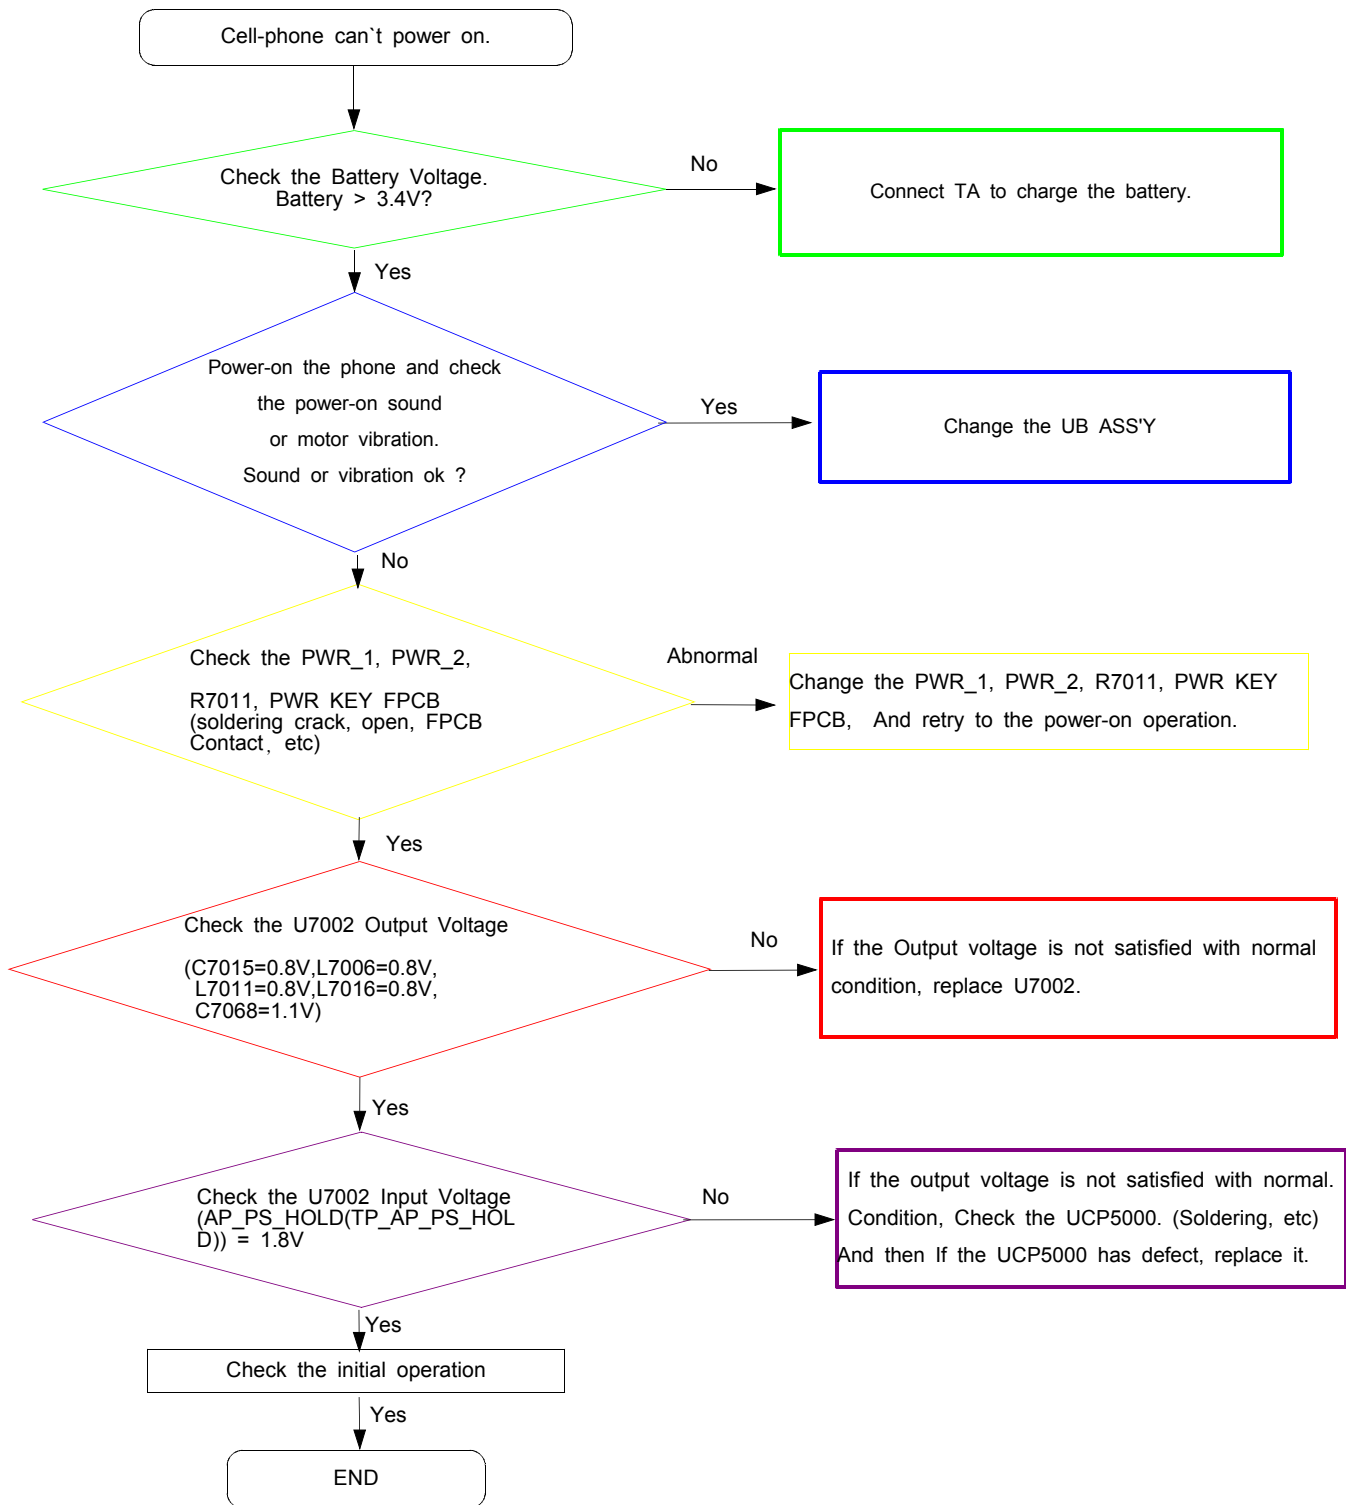 Cell-phone can`t power on.
Check the Battery Voltage.
Battery > 3.4V?
No
Connect TA to charge the battery.
Yes
Power-on the phone and check
the power-on sound
or motor vibration.
Sound or vibration ok ?
Yes
Change the UB ASS'Y
No
Check the PWR_1, PWR_2,
R7011, PWR KEY FPCB
(soldering crack, open, FPCB
Contact, etc)
Abnormal
Change the PWR_1, PWR_2, R7011, PWR KEY
FPCB, And retry to the power-on operation.
Yes
Check the U7002 Output Voltage
(C7015=0.8V,L7006=0.8V,
L7011=0.8V,L7016=0.8V,
C7068=1.1V)
No
If the Output voltage is not satisfied with normal
condition, replace U7002.
Yes
Check the U7002 Input Voltage
(AP_PS_HOLD(TP_AP_PS_HOL
D)) = 1.8V
No
If the output voltage is not satisfied with normal.
Condition, Check the UCP5000. (Soldering, etc)
And then If the UCP5000 has defect, replace it.
Yes
Check the initial operation
Yes
END